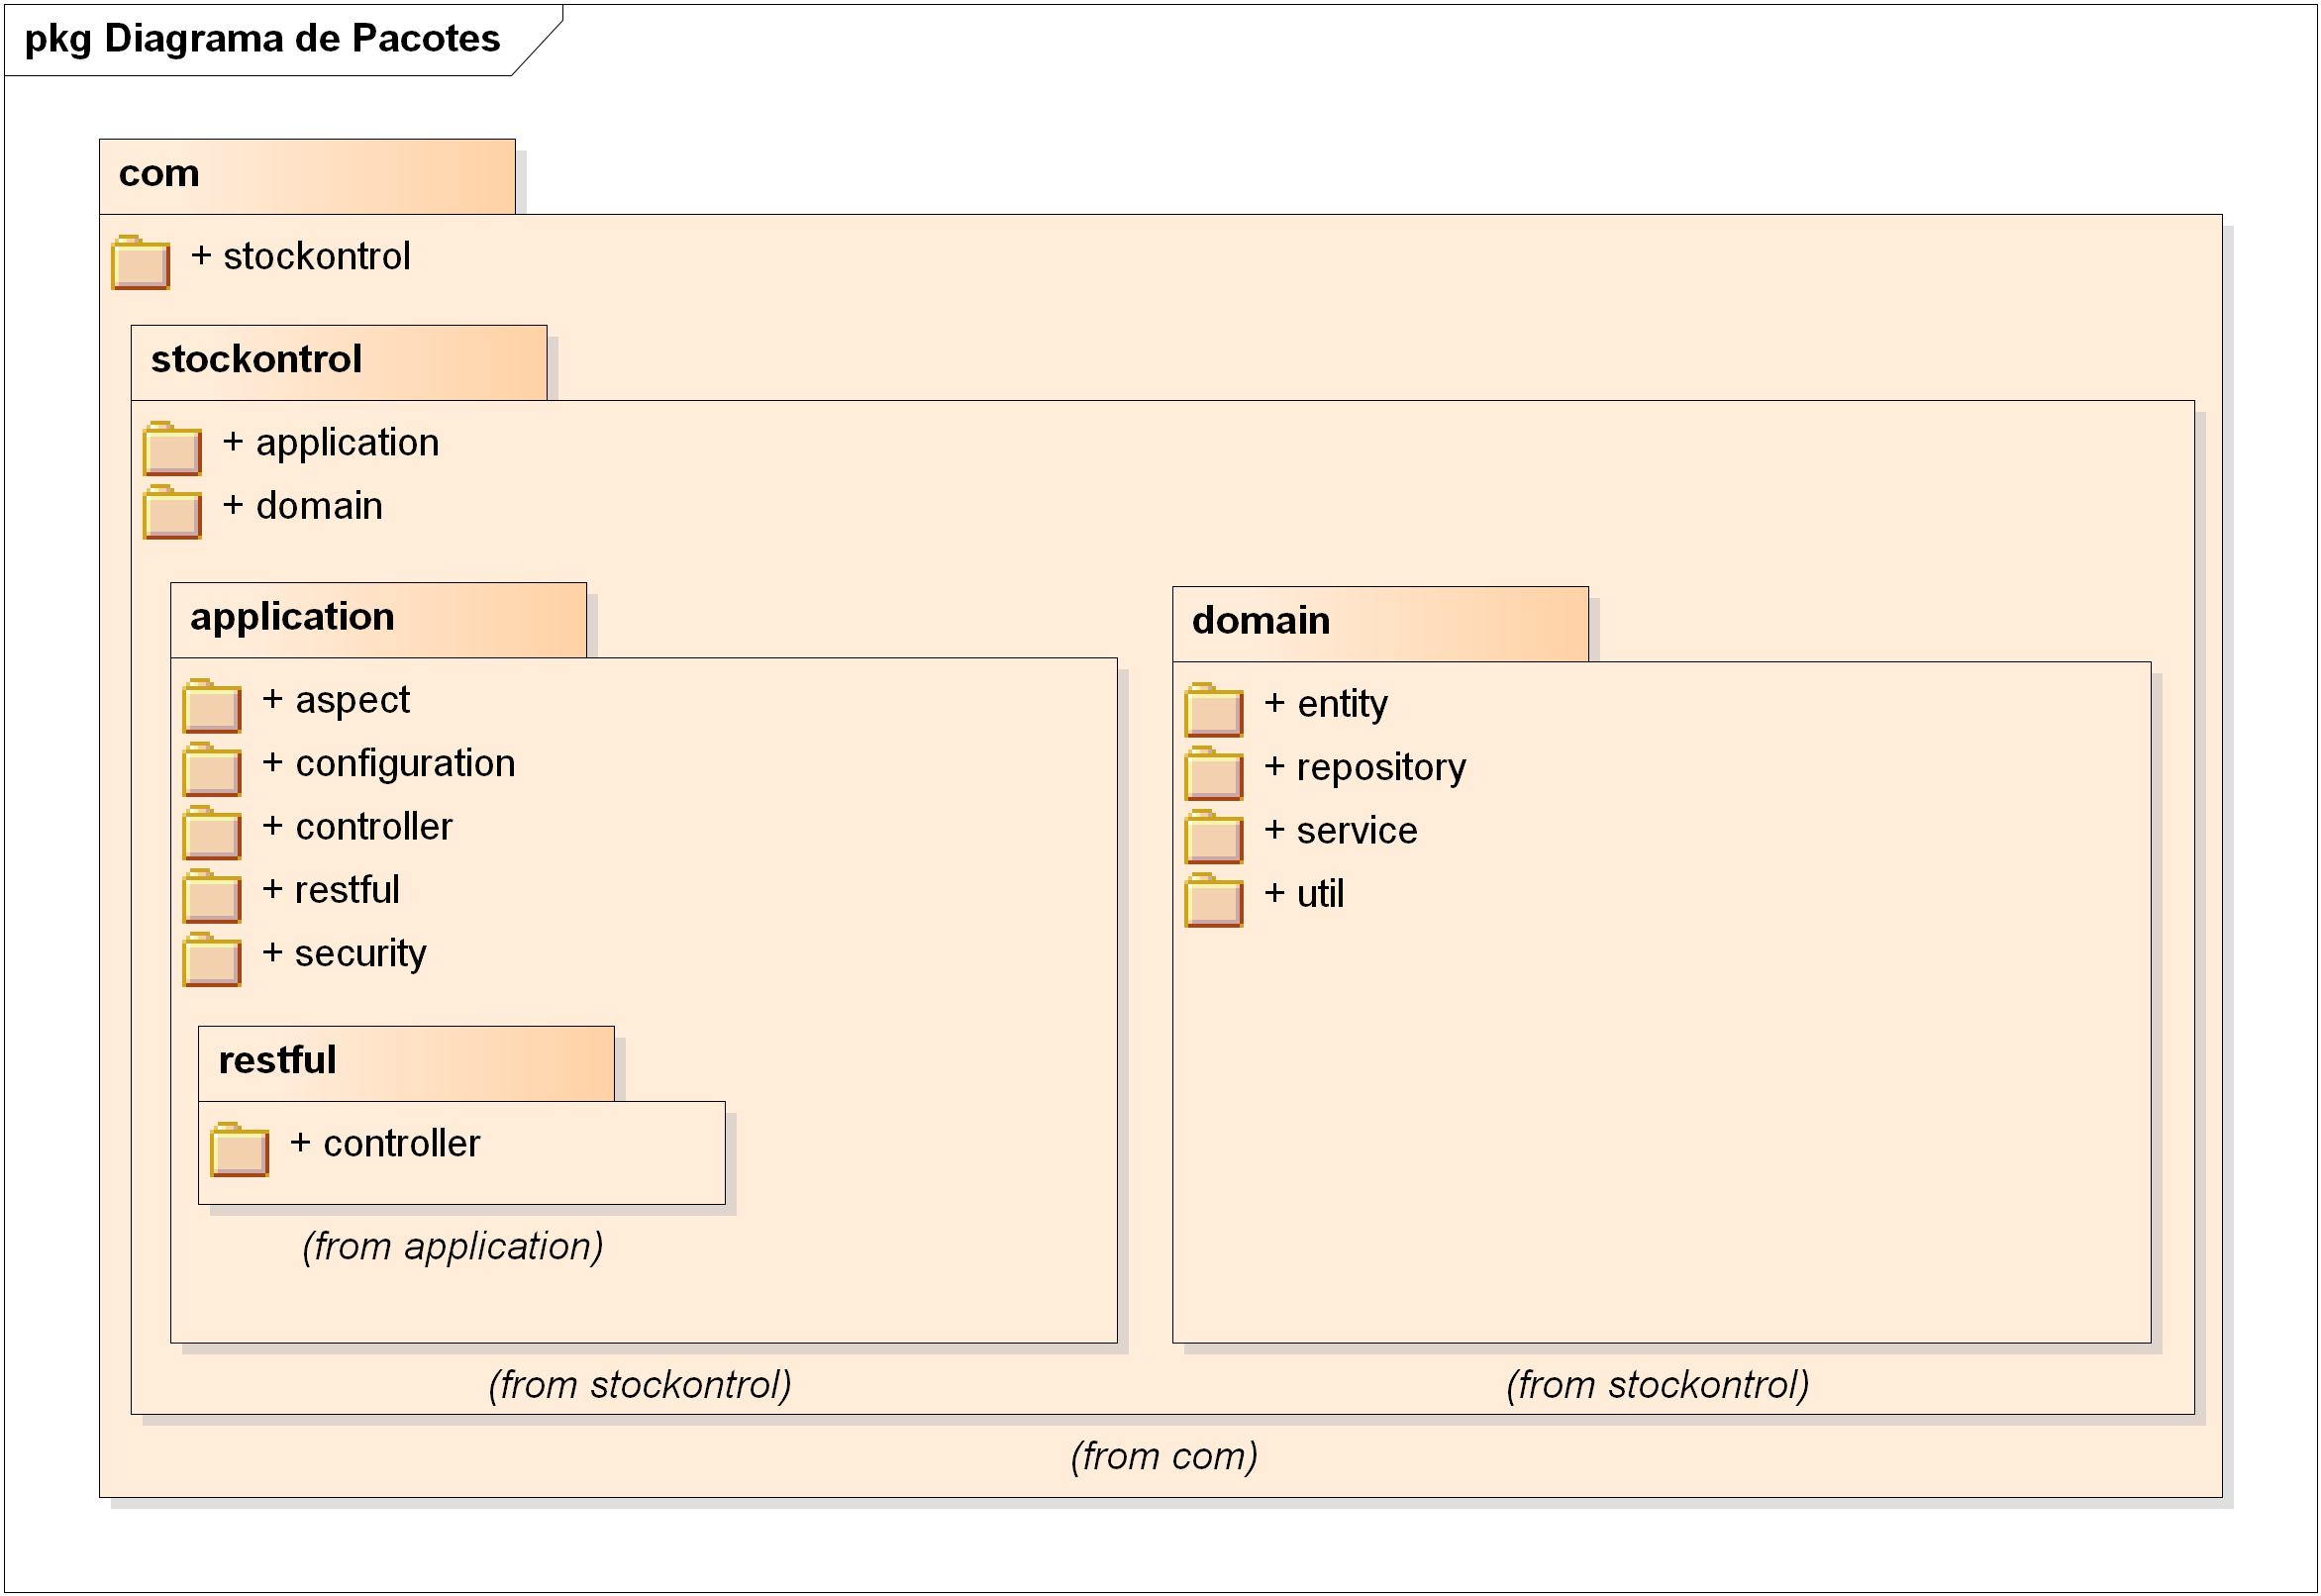 pkg Diagrama de Pacotes
com
+ stockontrol
stockontrol
+ application
+ domain
application
+ aspect
+ configuration
+ controller
+ restful
+ security
restful
+ controller
(from application)
(from stockontrol)
domain
+ entity
+ repository
+ service
+ util
(from stockontrol)
(from com)